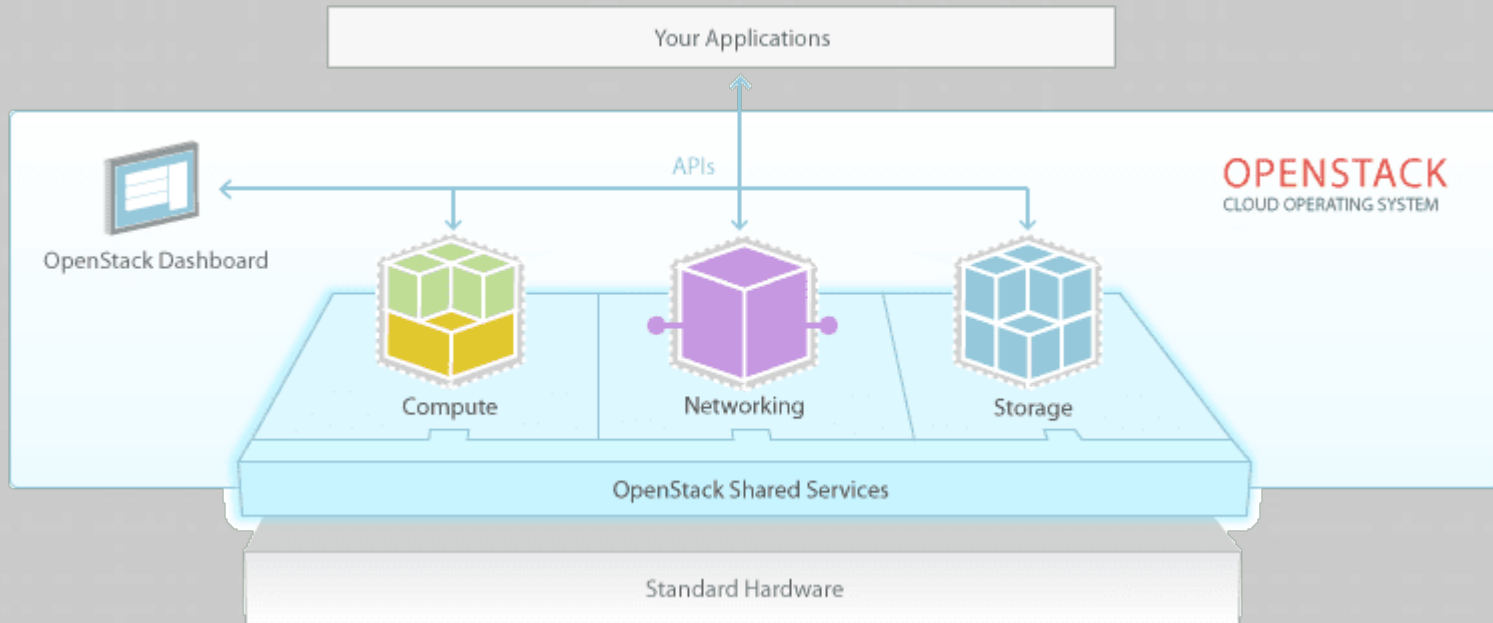 Your Applications
APIs
OPENSTACK
CLOUD OPERATING SYSTEM
OpenStack Dashboard
Compute
Networking
Storage
OpenStack Shared Services
Standard Hardware